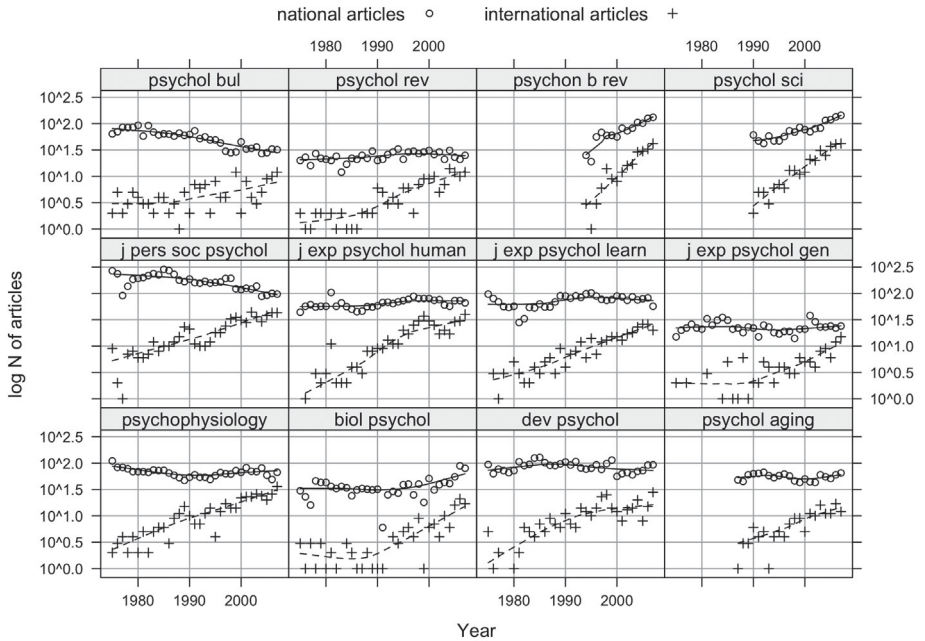 national articles o international articles +
1980 1990 2000 1980 1990 2000
psychol bul psychol rev psychon b rev psychol sci
10^2.5
10^2.0
10^1.5
10^1.0
10^0.5
10^0.0
j pers soc psychol j exp psychol human j exp psychol learn j exp psychol gen
10^2.5
10^2.0
10^1.5
10^1.0
10^0.5
10^0.0
log N of articles
psychophysiology biol psychol dev psychol psychol aging
10^2.5
10^2.0
10^1.5
10^1.0
10^0.5
10^0.0
1980 1990 2000 1980 1990 2000
Year